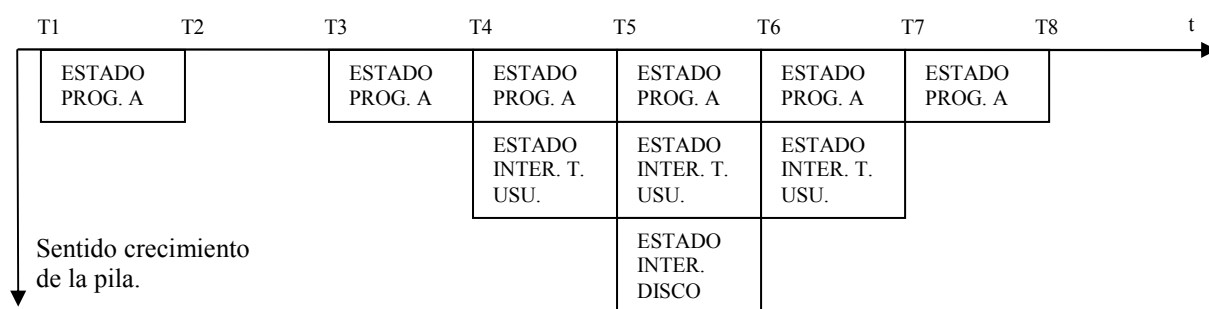 T1 T2 T3 T4 T5 T6 T7 T8 t
ESTADO
PROG. A
ESTADO
PROG. A
ESTADO
PROG. A
ESTADO
PROG. A
ESTADO
PROG. A
ESTADO
PROG. A
ESTADO
INTER. T.
USU.
ESTADO
INTER. T.
USU.
ESTADO
INTER. T.
USU.
ESTADO
INTER.
DISCO
Sentido crecimiento
de la pila.